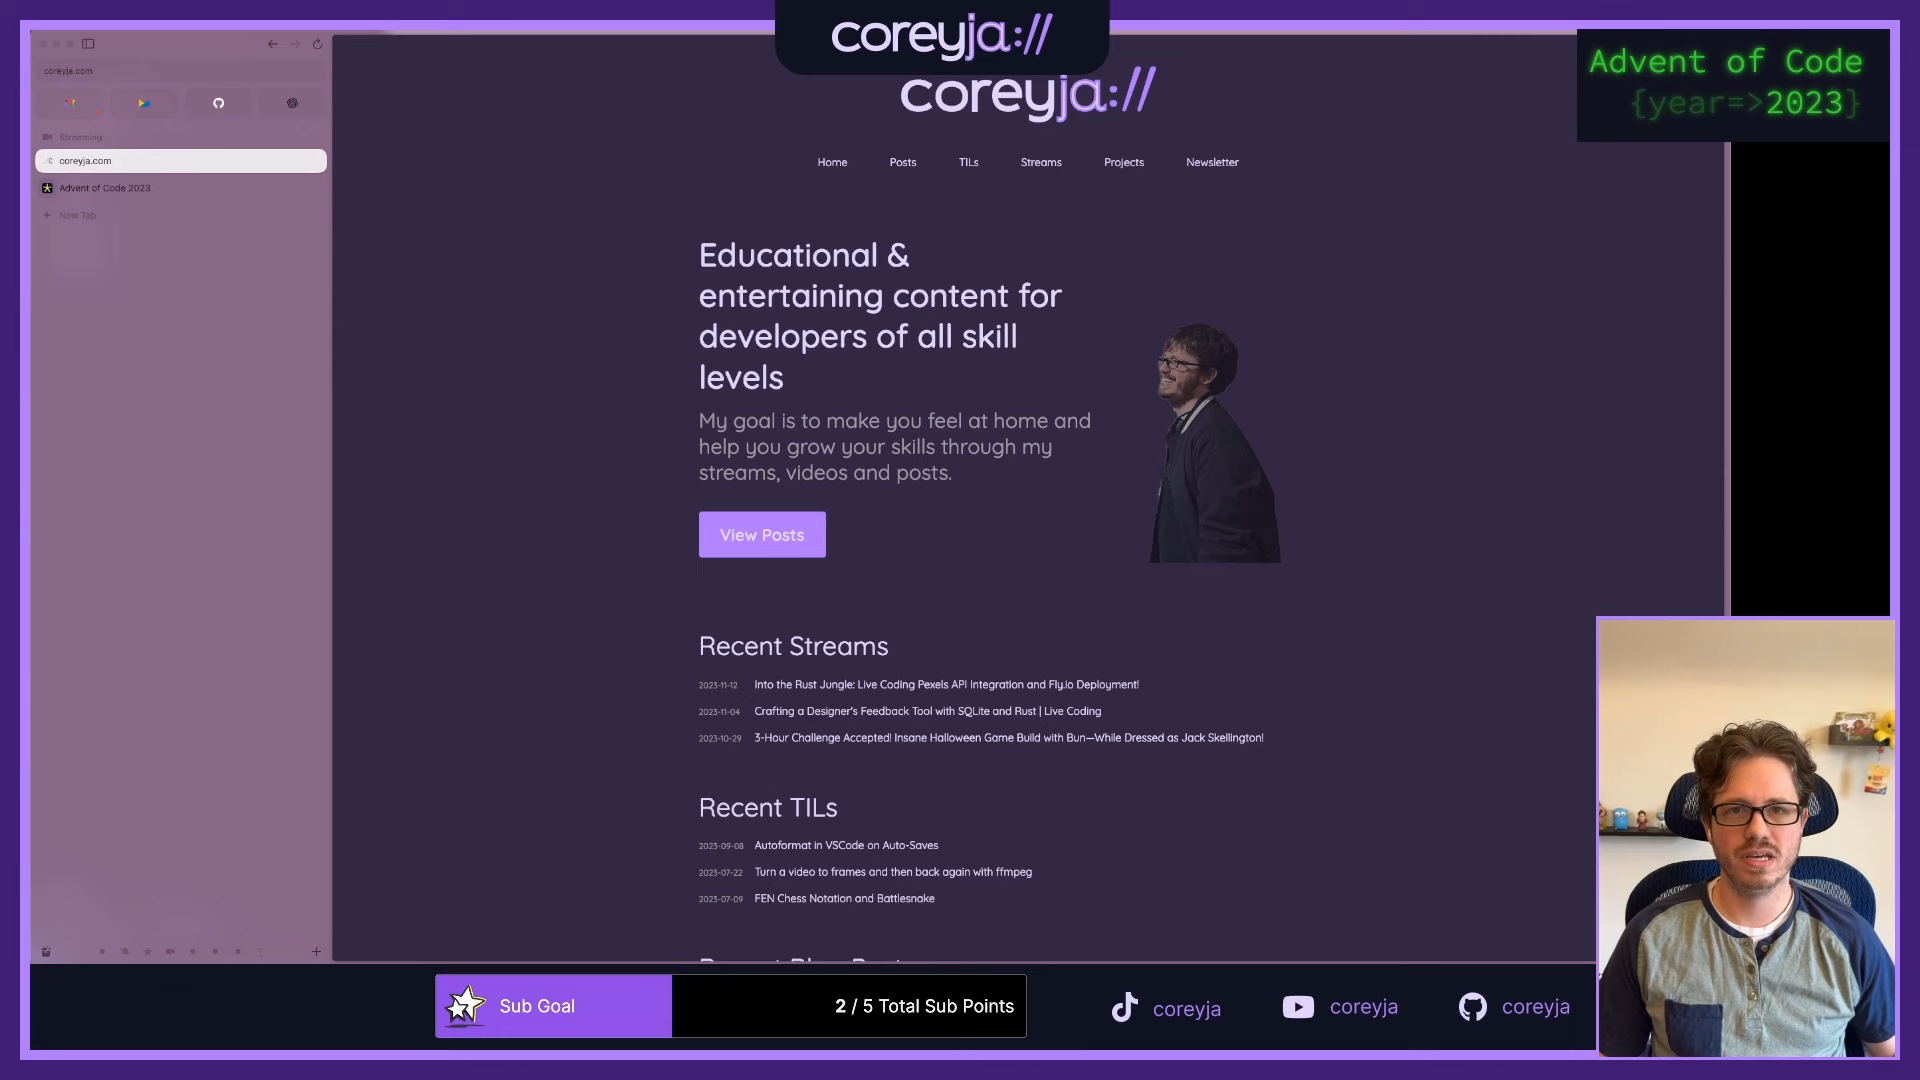 coreyja://
Advent of Code
{year=>2023}
coreyja.com
Streaming
coreyja.com
Advent of Code 2023
New Tab
coreyja://
Home
Posts
TILs
Streams
Projects
Newsletter
Educational &
entertaining content for
developers of all skill
levels
My goal is to make you feel at home and
help you grow your skills through my
streams, videos and posts.
View Posts
Recent Streams
2023-11-12 Into the Rust Jungle: Live Coding Pexels API Integration and Fly.io Deployment!
2023-11-04 Crafting a Designer's Feedback Tool with SQLite and Rust | Live Coding
2023-10-29 3-Hour Challenge Accepted! Insane Halloween Game Build with Bun—While Dressed as Jack Skellington!
Recent TILs
2023-09-08 Autoformat in VSCode on Auto-Saves
2023-07-22 Turn a video to frames and then back again with ffmpeg
2023-07-09 FEN Chess Notation and Battlesnake
Sub Goal
2 / 5 Total Sub Points
coreyja
coreyja
coreyja